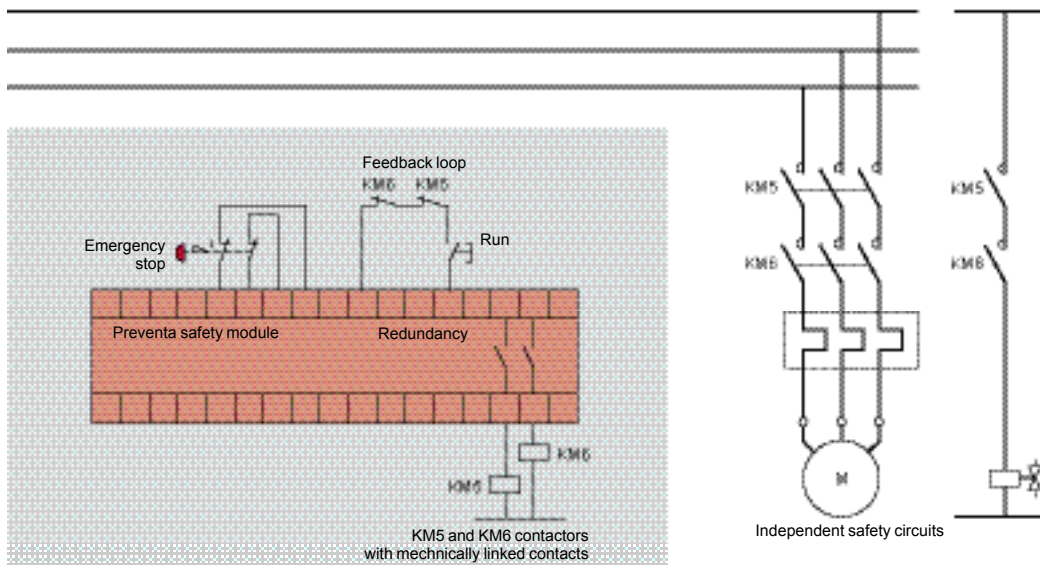 Feedback loop
KM6 KM5
Emergency
stop
Run
Preventa safety module
Redundancy
KM6
KM5
KM5 and KM6 contactors
with mechnically linked contacts
KM5
KM6
M
Independent safety circuits
KM5
KM6